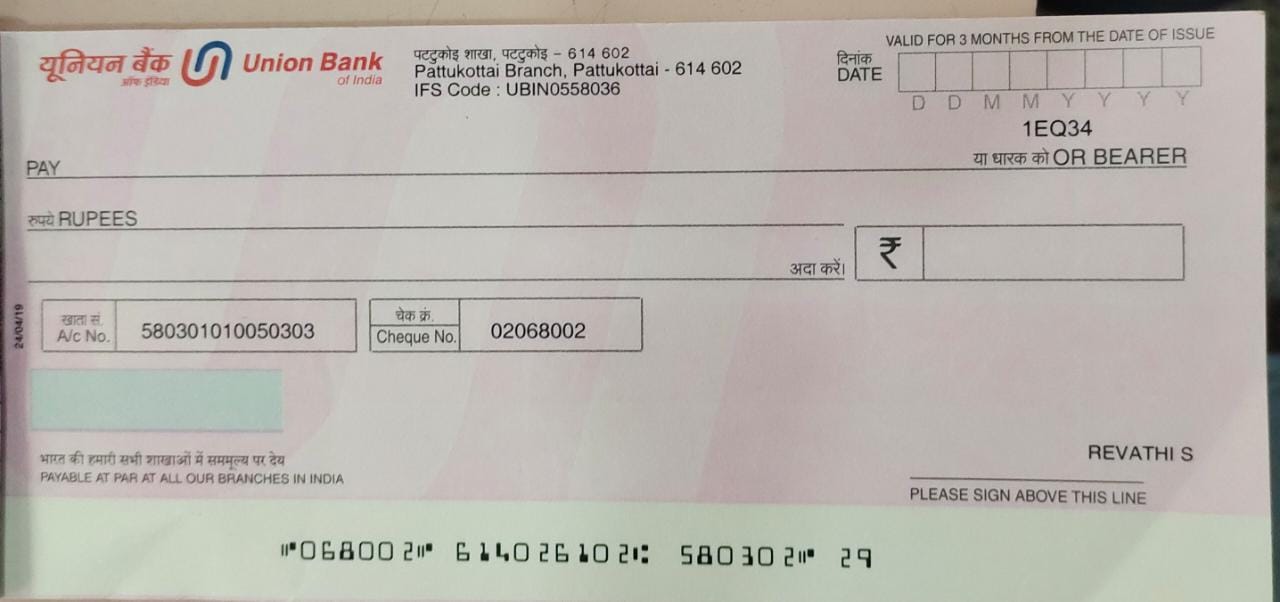 यूनियन बैंक
ऑफ इंडिया
Union Bank
of India
पटटुकोइ शाखा, पटटुकोइ – 614 602
Pattukottai Branch, Pattukottai - 614 602
IFS Code : UBIN0558036
VALID FOR 3 MONTHS FROM THE DATE OF ISSUE
दिनांक
DATE
D D M M Y Y Y Y
1EQ34
PAY
या धारक को OR BEARER
रुपये RUPEES
अदा करें।
₹
24/04/19
खाता सं.
A/c No.
580301010050303
चेक क्रं.
Cheque No.
02068002
भारत की हमारी सभी शाखाओं में सममूल्य पर देय
PAYABLE AT PAR AT ALL OUR BRANCHES IN INDIA
REVATHI S
PLEASE SIGN ABOVE THIS LINE
⑈068002⑈ 614026102⑆ 580302⑈ 29